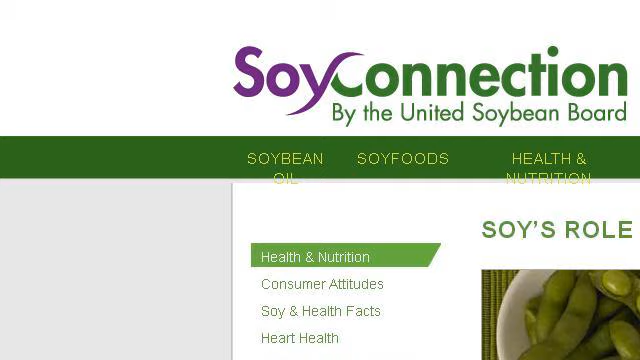 SoyConnection
By the United Soybean Board
SOYBEAN OIL
SOYFOODS
HEALTH & NUTRITION
SOY'S ROLE
Health & Nutrition
Consumer Attitudes
Soy & Health Facts
Heart Health